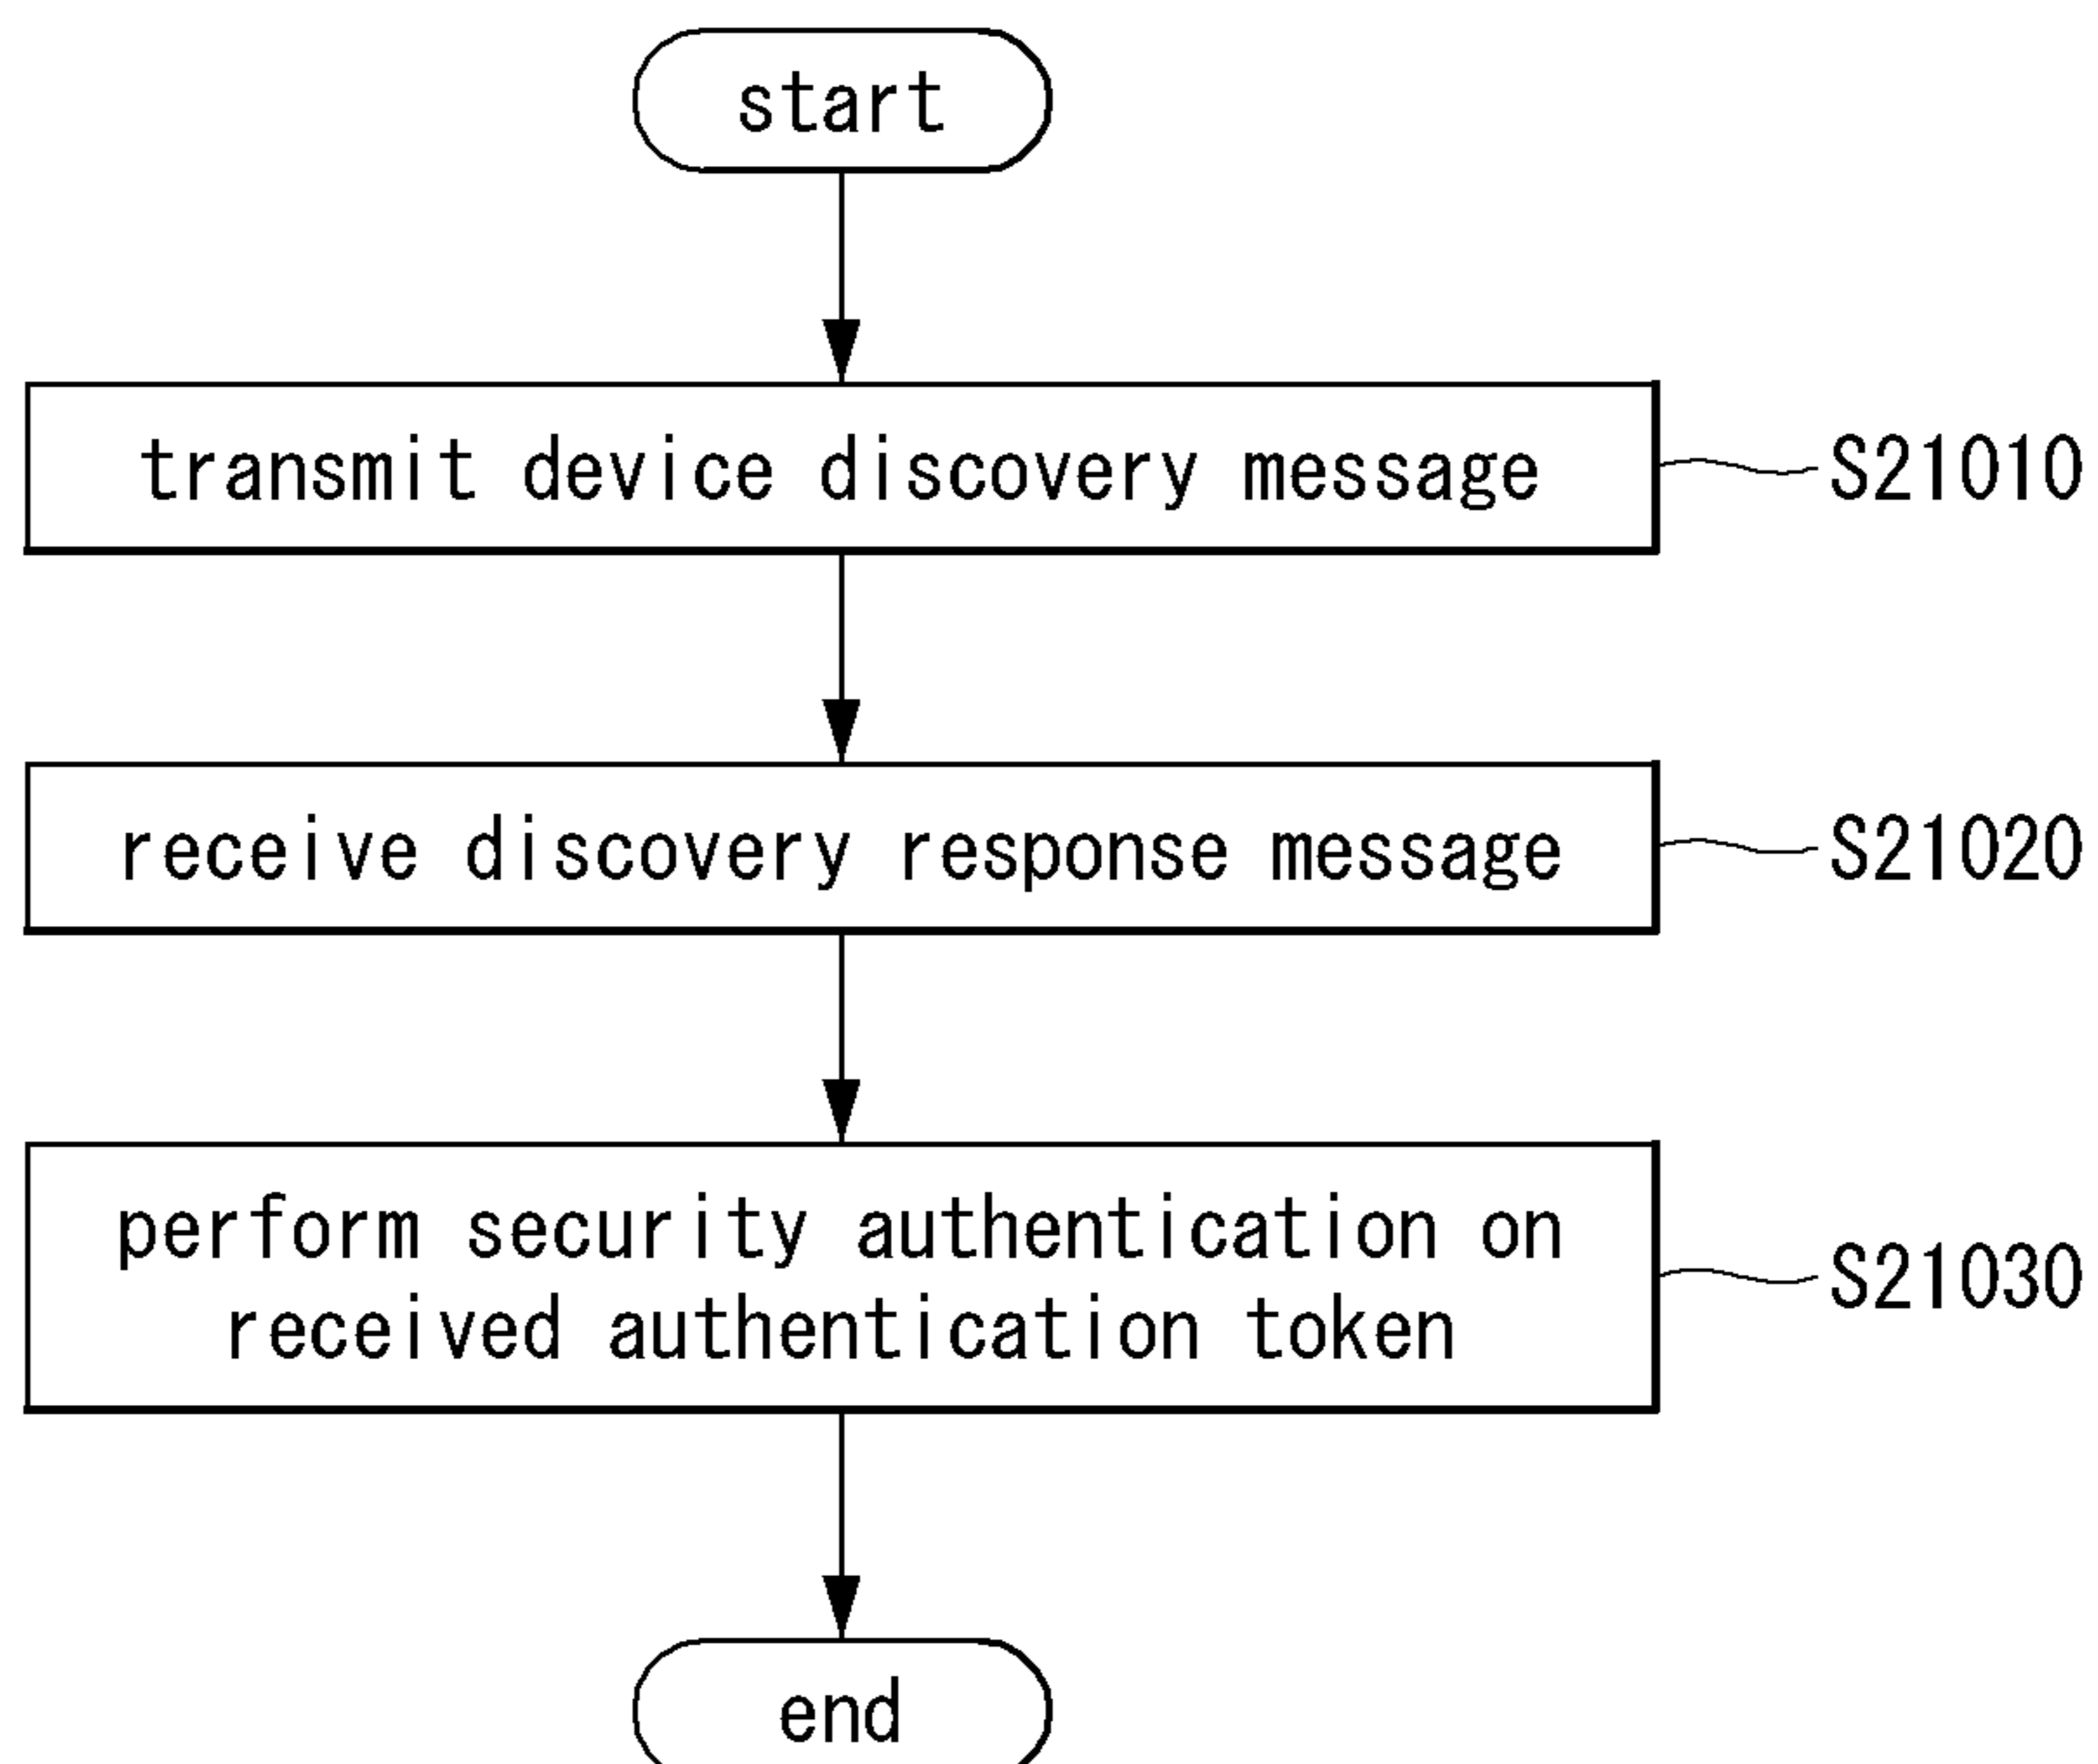 start
transmit device discovery message
S21010
receive discovery response message
S21020
perform security authentication on
received authentication token
S21030
end